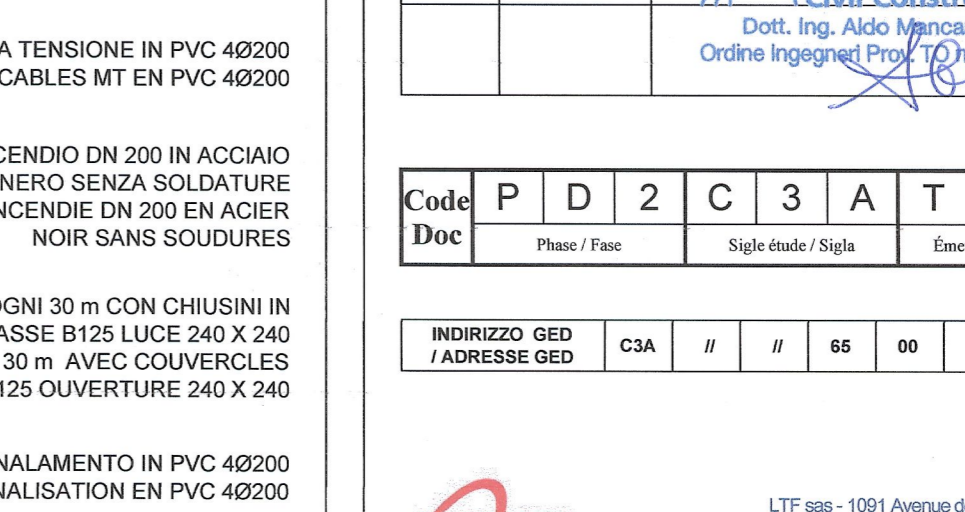 A TENSIONE IN PVC 4Ø200
CABLES MT EN PVC 4Ø200
CENDIO DN 200 IN ACCIAIO
NERO SENZA SOLDATURE
NCENDIE DN 200 EN ACIER
NOIR SANS SOUDURES
OGNI 30 m CON CHIUSINI IN
ASSE B125 LUCE 240 X 240
30 m AVEC COUVERCLES
125 OUVERTURE 240 X 240
NALAMENTO IN PVC 4Ø200
NALISATION EN PVC 4Ø200
Dott. Ing. Aldo Manca
Ordine Ingegneri Prov. TO
Code Doc P D 2 C 3 A T
Phase / Fase Sigle étude / Sigla Éme
INDIRIZZO GED
/ ADRESSE GED C3A // // 65 00
LTF sas - 1091 Avenue d